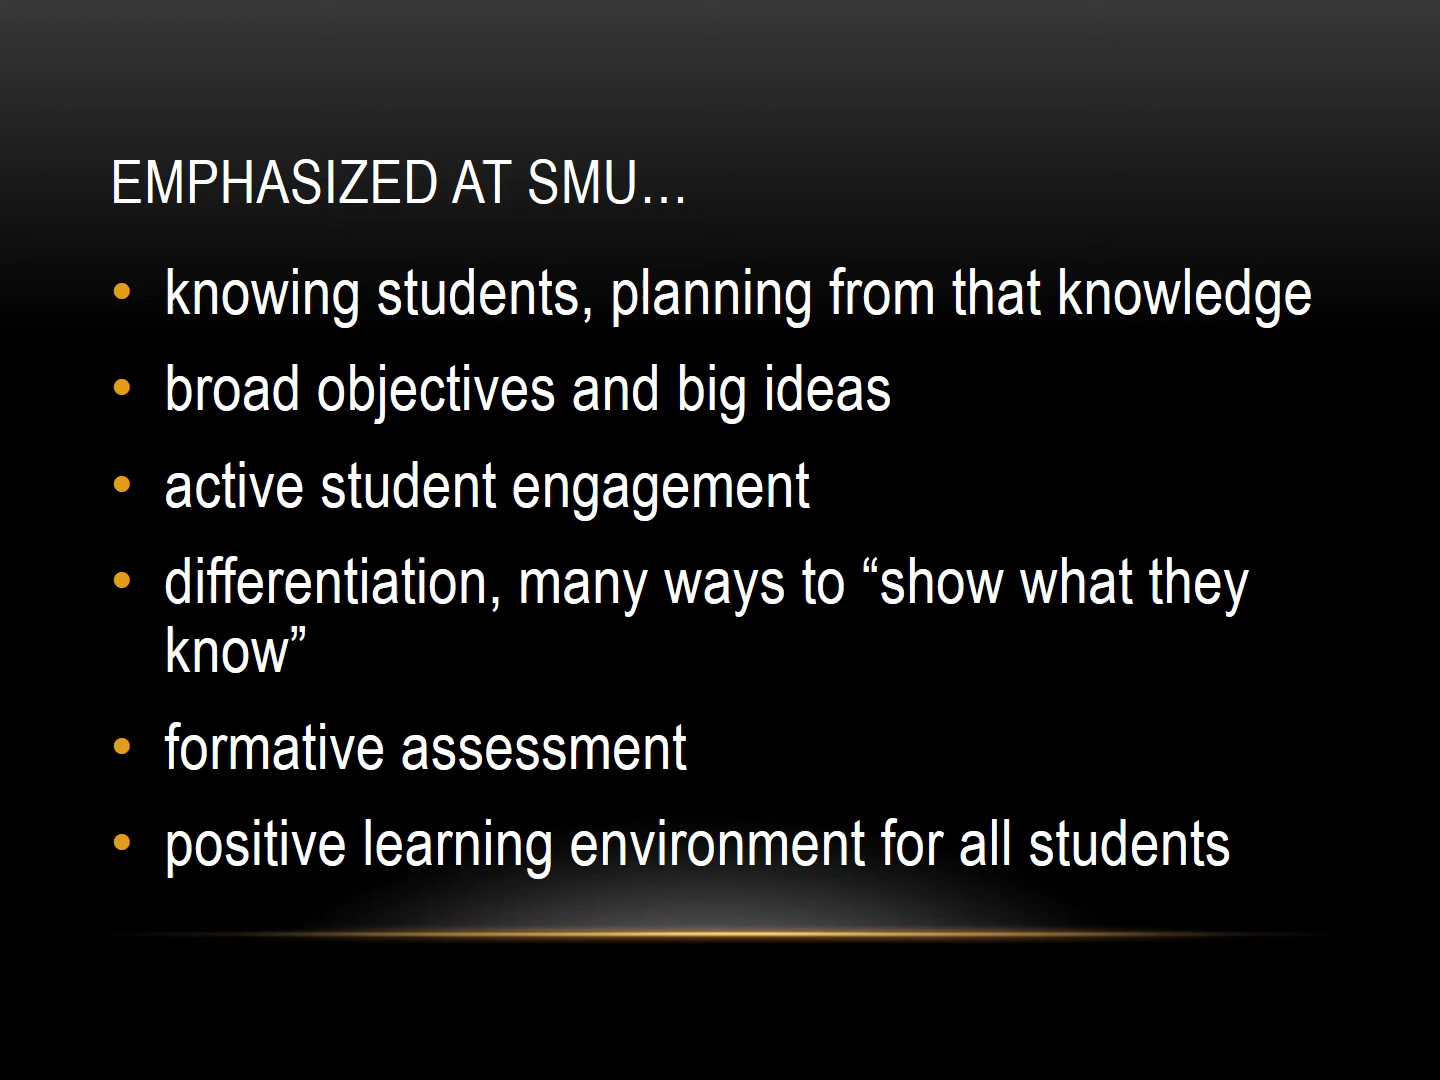 EMPHASIZED AT SMU…
• knowing students, planning from that knowledge
• broad objectives and big ideas
• active student engagement
• differentiation, many ways to “show what they
know”
• formative assessment
• positive learning environment for all students